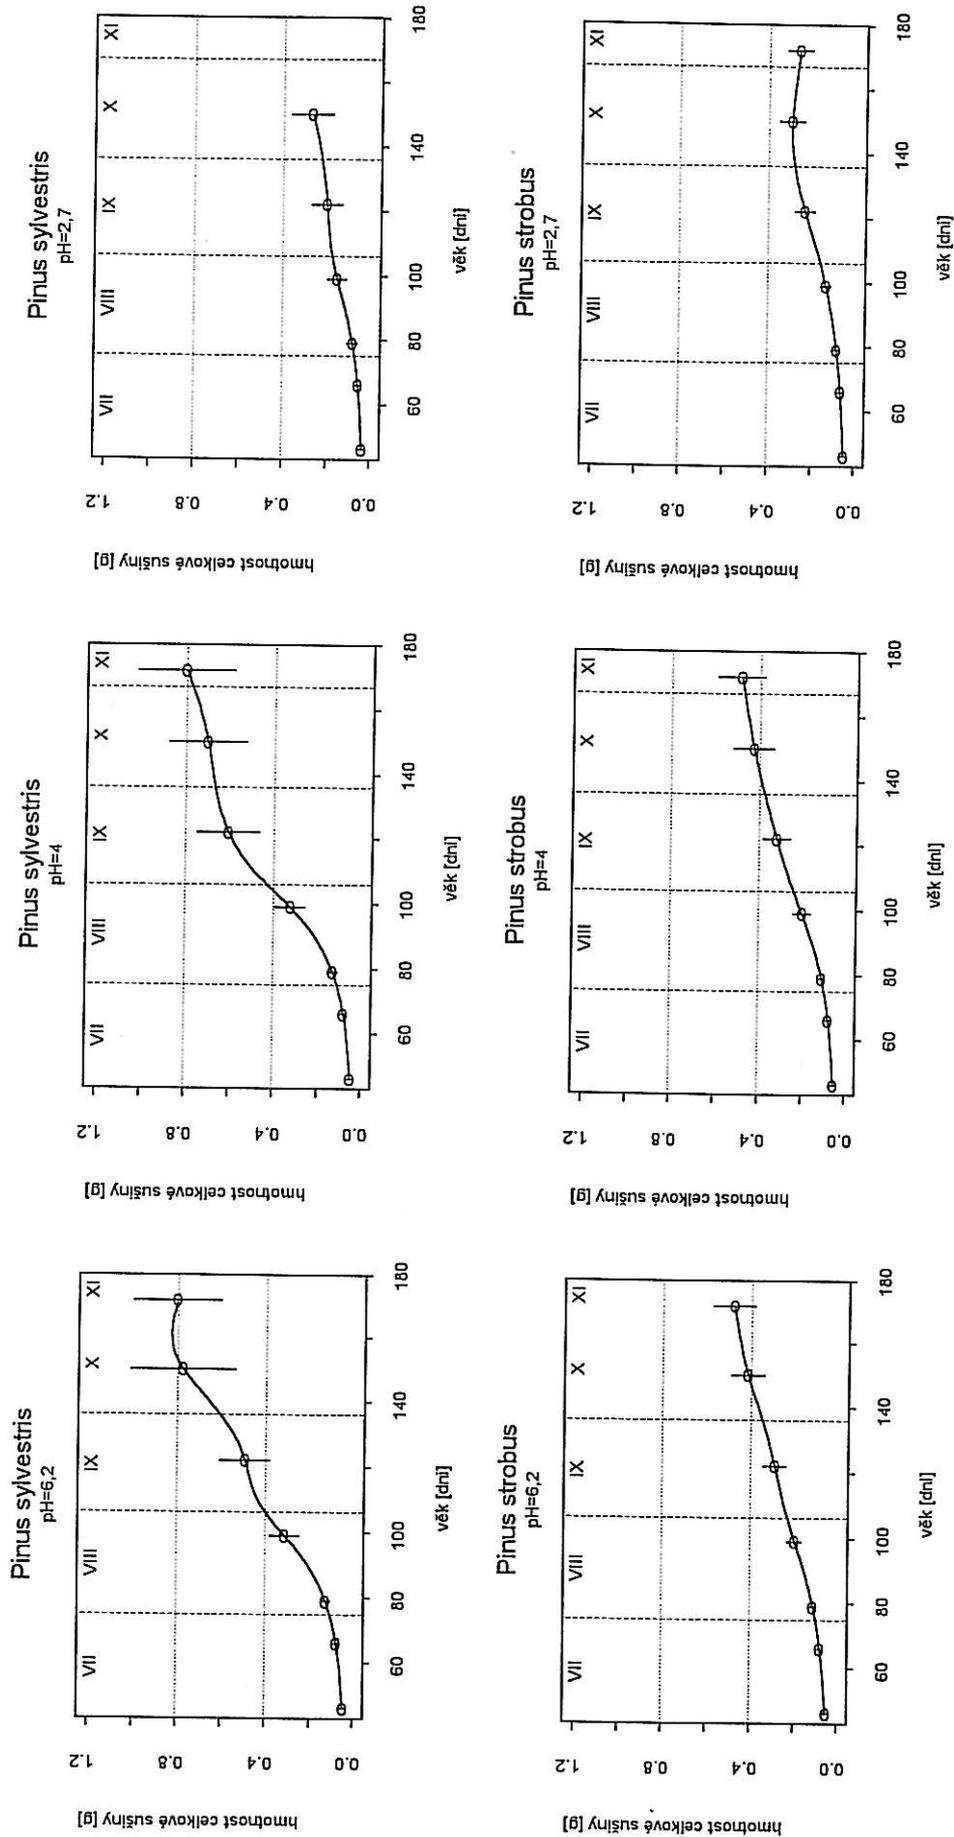 Pinus sylvestris
pH=6,2
hmotnost celkové sušiny [g]
1.2
0.8
0.4
0.0
VII VIII IX X XI
60 80 100 140 180
věk [dní]
Pinus sylvestris
pH=4
hmotnost celkové sušiny [g]
1.2
0.8
0.4
0.0
VII VIII IX X XI
60 80 100 140 180
věk [dní]
Pinus sylvestris
pH=2,7
hmotnost celkové sušiny [g]
1.2
0.8
0.4
0.0
VII VIII IX X XI
60 80 100 140 180
věk [dní]
Pinus strobus
pH=6,2
hmotnost celkové sušiny [g]
1.2
0.8
0.4
0.0
VII VIII IX X XI
60 80 100 140 180
věk [dní]
Pinus strobus
pH=4
hmotnost celkové sušiny [g]
1.2
0.8
0.4
0.0
VII VIII IX X XI
60 80 100 140 180
věk [dní]
Pinus strobus
pH=2,7
hmotnost celkové sušiny [g]
1.2
0.8
0.4
0.0
VII VIII IX X XI
60 80 100 140 180
věk [dní]